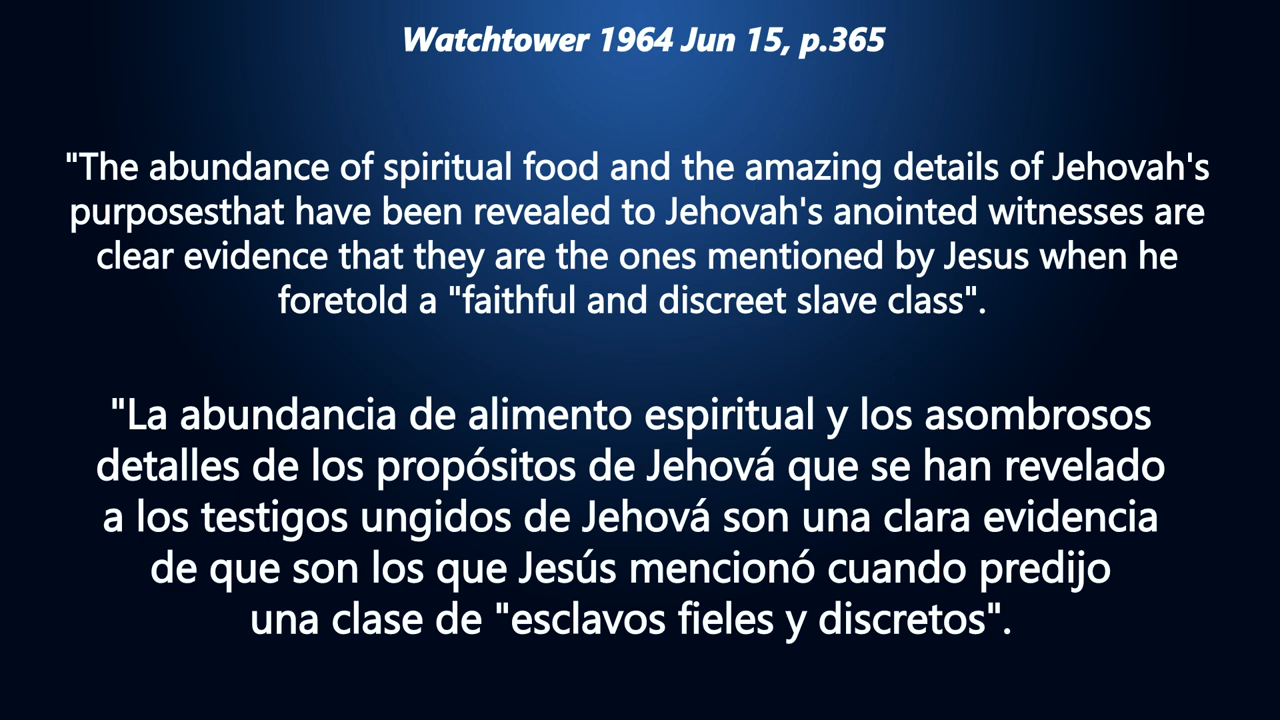 Watchtower 1964 Jun 15, p.365
"The abundance of spiritual food and the amazing details of Jehovah's
purposesthat have been revealed to Jehovah's anointed witnesses are
clear evidence that they are the ones mentioned by Jesus when he
foretold a "faithful and discreet slave class".
"La abundancia de alimento espiritual y los asombrosos
detalles de los propósitos de Jehová que se han revelado
a los testigos ungidos de Jehová son una clara evidencia
de que son los que Jesús mencionó cuando predijo
una clase de "esclavos fieles y discretos".